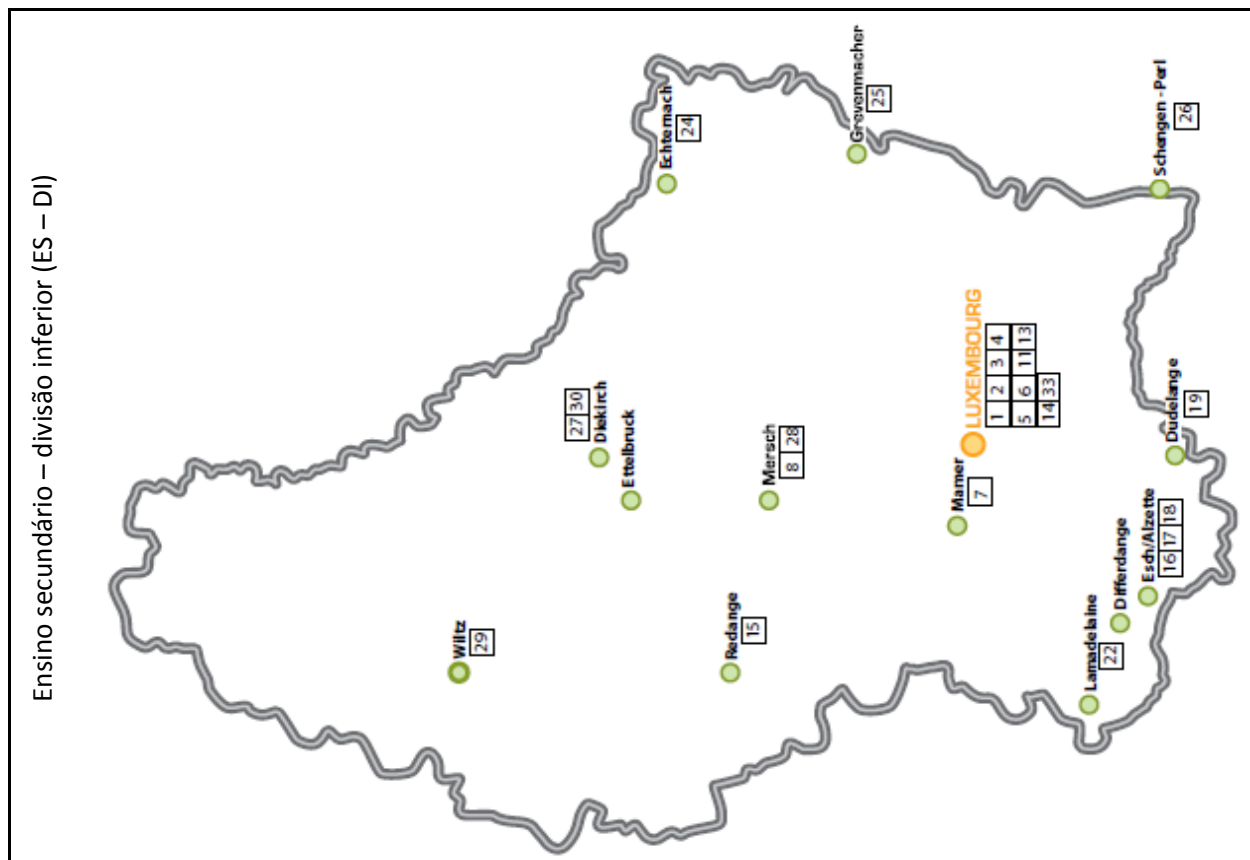 Ensino secundário – divisão inferior (ES – DI)
Wiltz
29
27 30
Diekirch
Ettelbruck
Echternach
24
Redange
15
Mersch
8 28
Grevenmacher
25
Mamer
7
LUXEMBOURG
1 2 3 4
5 6 11 13
14 33
Lamadelaine
22
Differdange
Esch/Alzette
16 17 18
Dudelange
19
Schengen - Perl
26